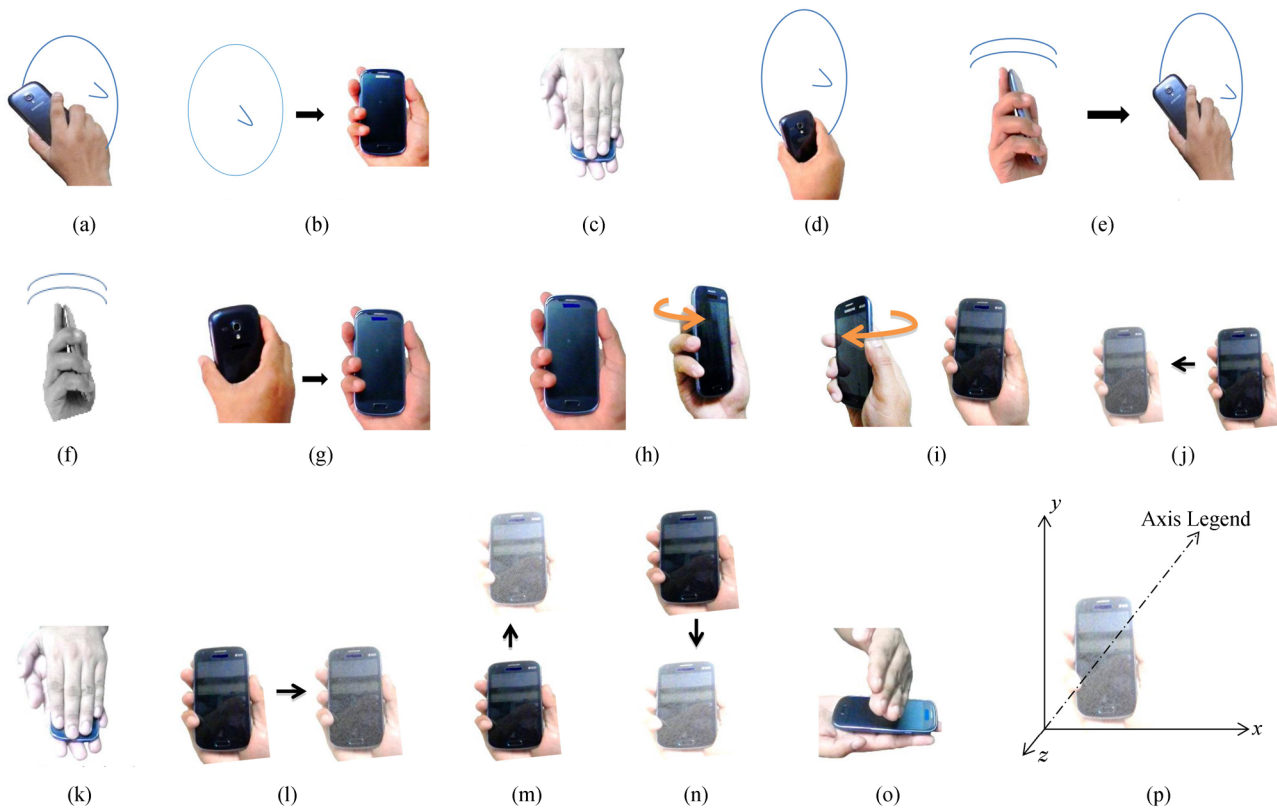 (a)
(b)
(c)
(d)
(e)
(f)
(g)
(h)
(i)
(j)
y
Axis Legend
x
z
(k)
(l)
(m)
(n)
(o)
(p)